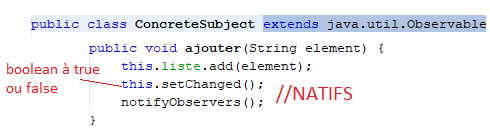 public class ConcreteSubject extends java.util.Observable
public void ajouter(String element) {
this.liste.add(element);
boolean à true
ou false
this.setChanged();
notifyObservers();
//NATIFS
}